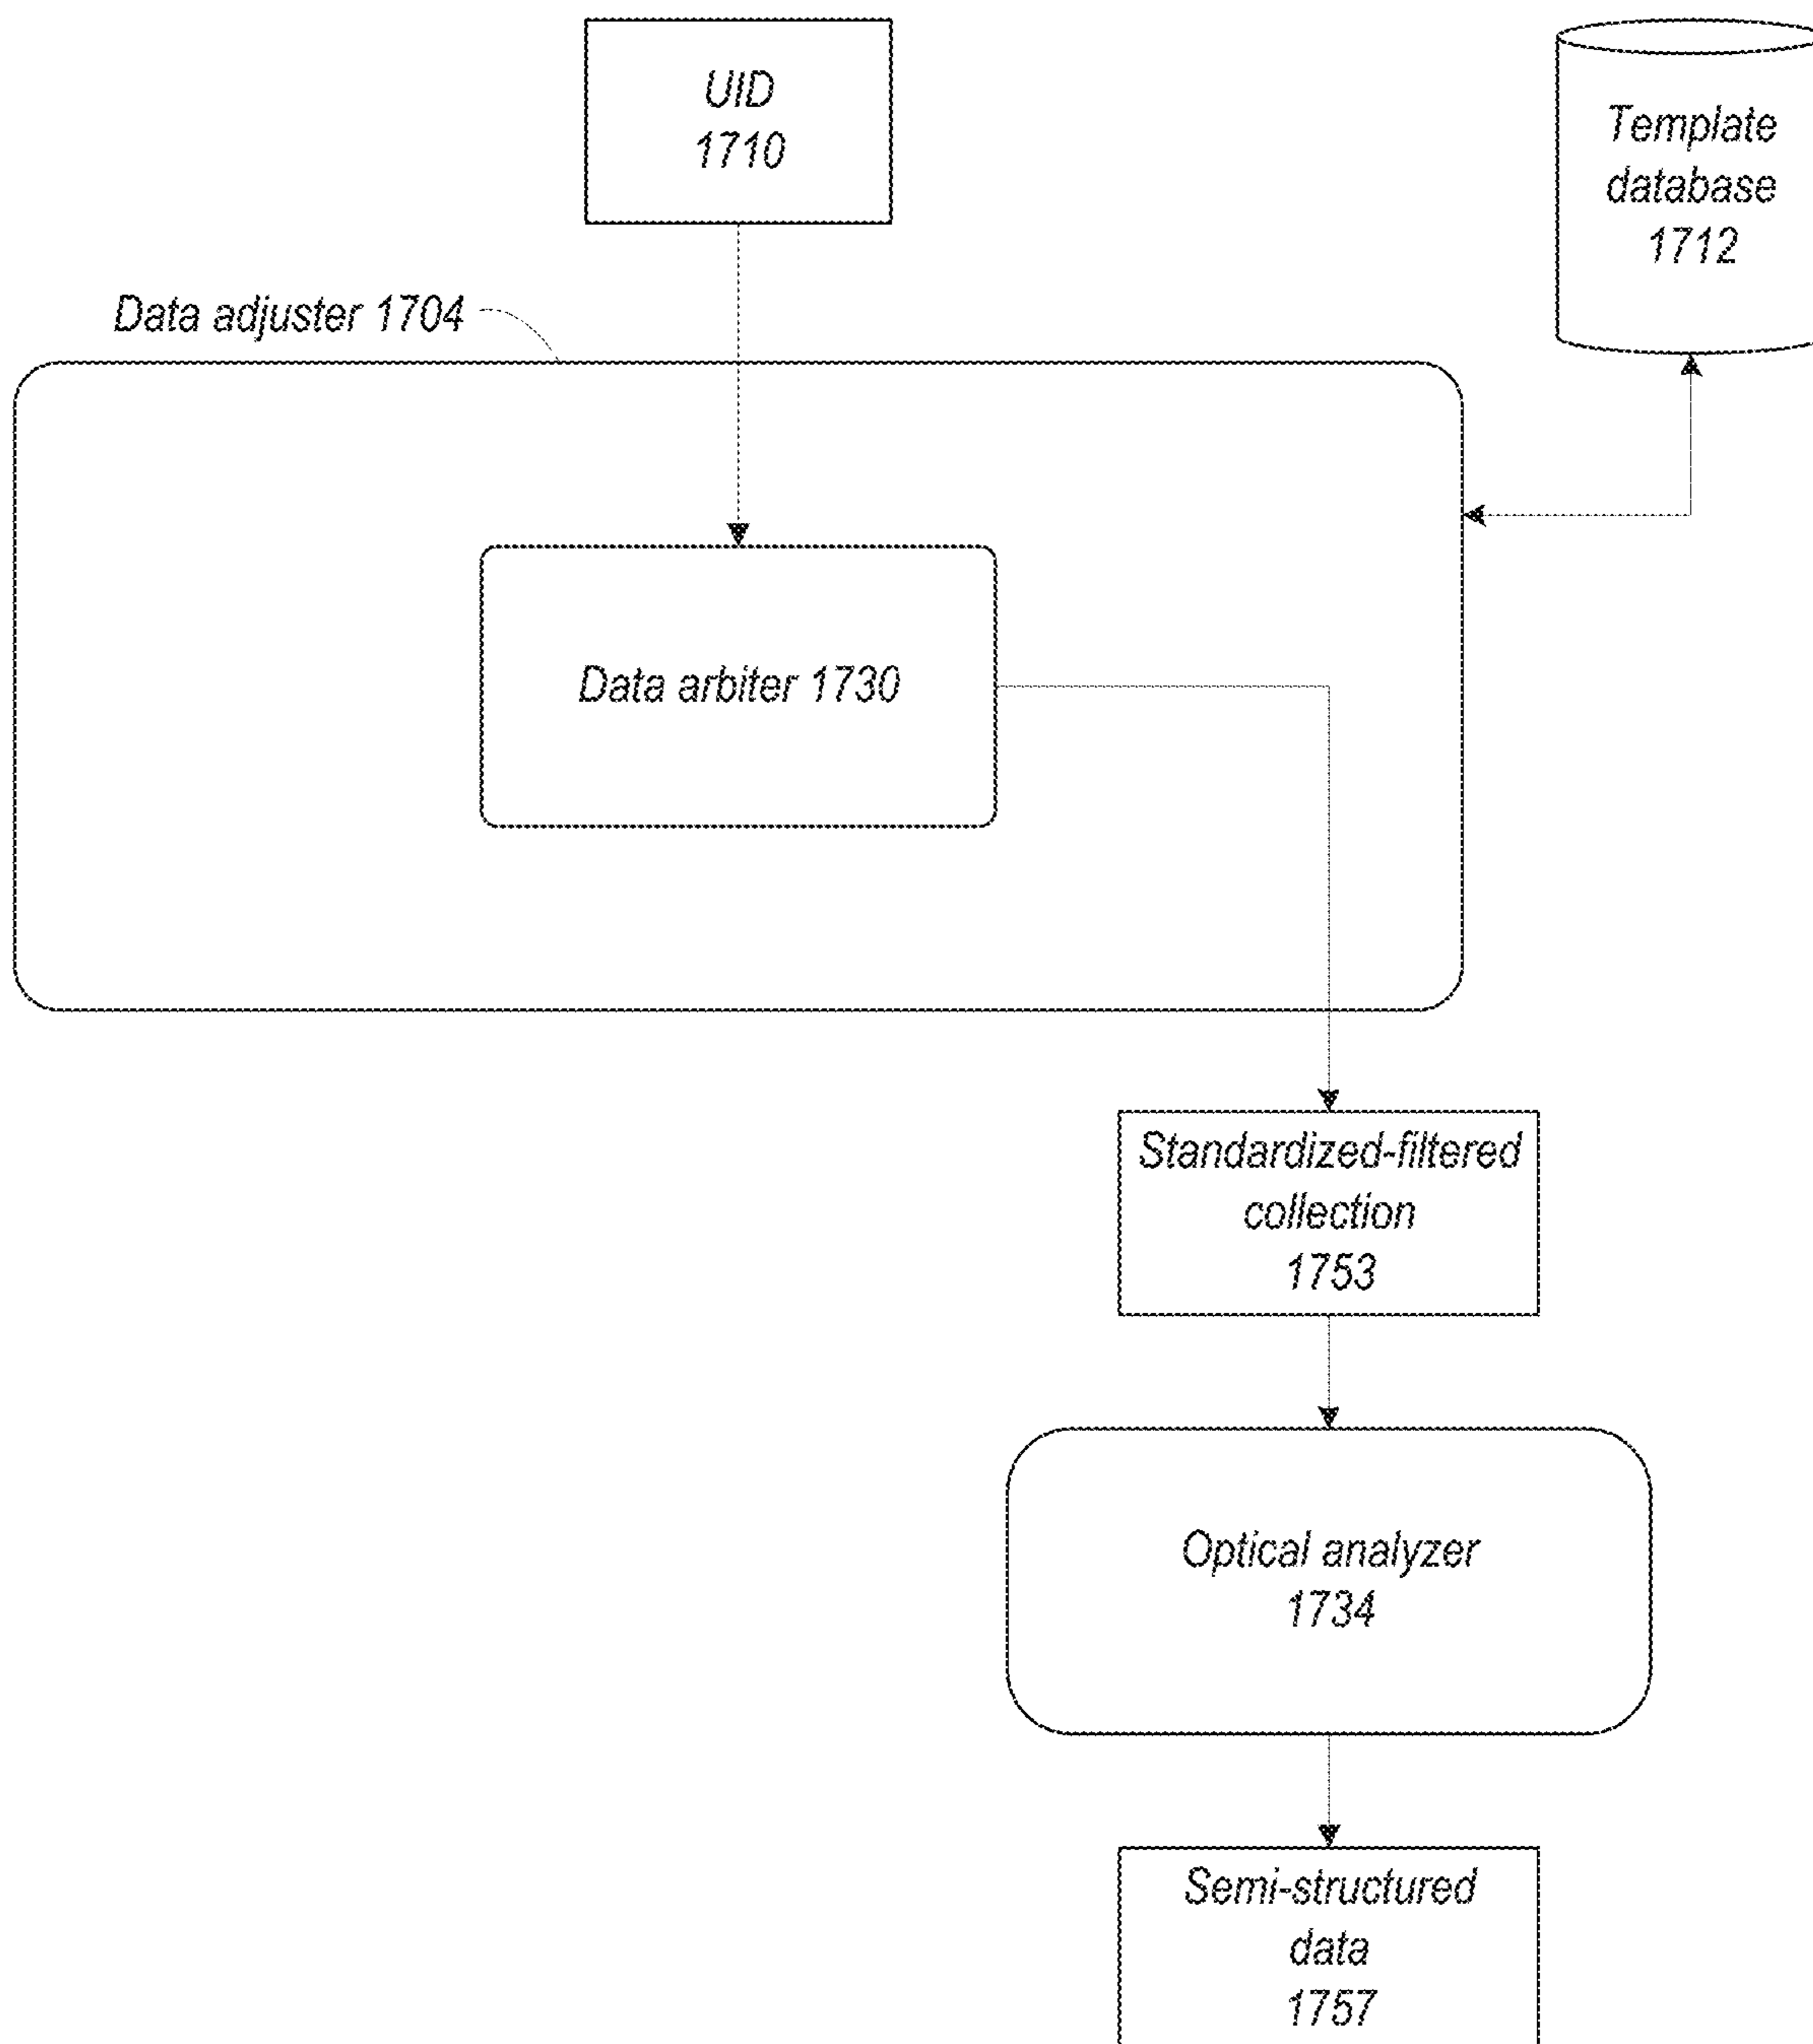 UID
1710
Template
database
1712
Data adjuster 1704
Data arbiter 1730
Standardized-filtered
collection
1753
Optical analyzer
1734
Semi-structured
data
1757